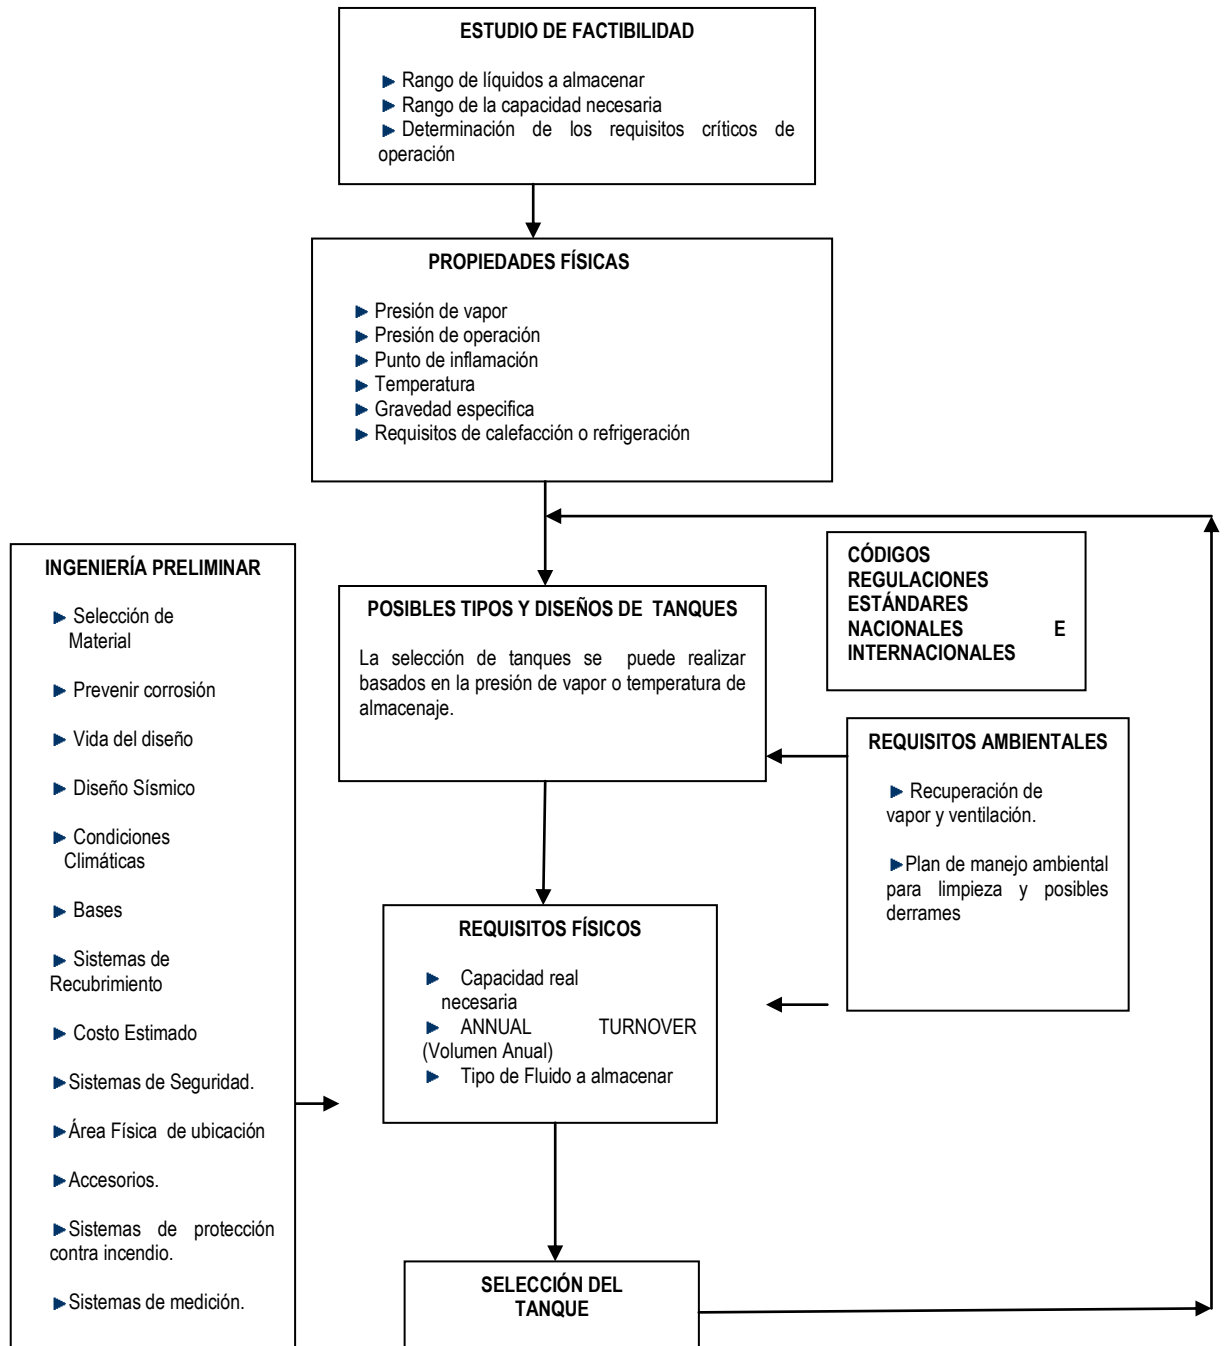 ESTUDIO DE FACTIBILIDAD
Rango de líquidos a almacenar
Rango de la capacidad necesaria
Determinación de los requisitos críticos de
operación
PROPIEDADES FÍSICAS
Presión de vapor
Presión de operación
Punto de inflamación
Temperatura
Gravedad especifica
Requisitos de calefacción o refrigeración
INGENIERÍA PRELIMINAR
Selección de
Material
Prevenir corrosión
Vida del diseño
Diseño Sísmico
Condiciones
Climáticas
Bases
Sistemas de
Recubrimiento
Costo Estimado
Sistemas de Seguridad.
Área Física de ubicación
Accesorios.
Sistemas de protección
contra incendio.
Sistemas de medición.
POSIBLES TIPOS Y DISEÑOS DE TANQUES
La selección de tanques se puede realizar
basados en la presión de vapor o temperatura de
almacenaje.
CÓDIGOS
REGULACIONES
ESTÁNDARES
NACIONALES E
INTERNACIONALES
REQUISITOS AMBIENTALES
Recuperación de
vapor y ventilación.
Plan de manejo ambiental
para limpieza y posibles
derrames
REQUISITOS FÍSICOS
Capacidad real
necesaria
ANNUAL TURNOVER
(Volumen Anual)
Tipo de Fluido a almacenar
SELECCIÓN DEL
TANQUE